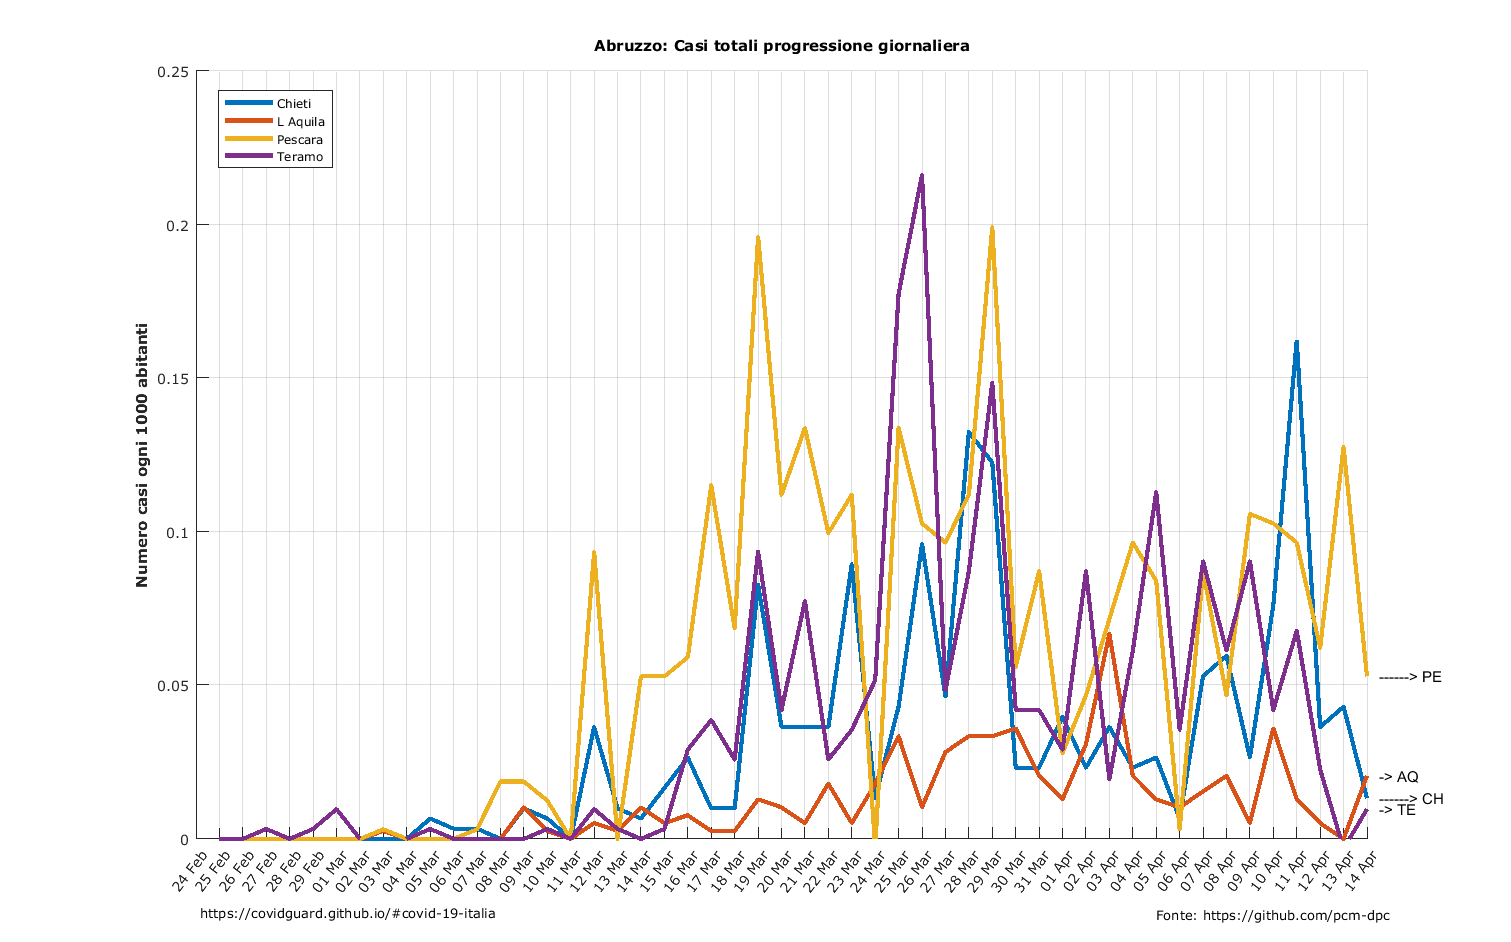 Abruzzo: Casi totali progressione giornaliera
0.25
0.2
0.15
0.1
0.05
0
Numero casi ogni 1000 abitanti
Chieti
L Aquila
Pescara
Teramo
------> PE
-> AQ
------> CH
-> TE
24 Feb
25 Feb
26 Feb
27 Feb
28 Feb
29 Feb
01 Mar
02 Mar
03 Mar
04 Mar
05 Mar
06 Mar
07 Mar
08 Mar
09 Mar
10 Mar
11 Mar
12 Mar
13 Mar
14 Mar
15 Mar
16 Mar
17 Mar
18 Mar
19 Mar
20 Mar
21 Mar
22 Mar
23 Mar
24 Mar
25 Mar
26 Mar
27 Mar
28 Mar
29 Mar
30 Mar
31 Mar
01 Apr
02 Apr
03 Apr
04 Apr
05 Apr
06 Apr
07 Apr
08 Apr
09 Apr
10 Apr
11 Apr
12 Apr
13 Apr
14 Apr
https://covidguard.github.io/#covid-19-italia
Fonte: https://github.com/pcm-dpc